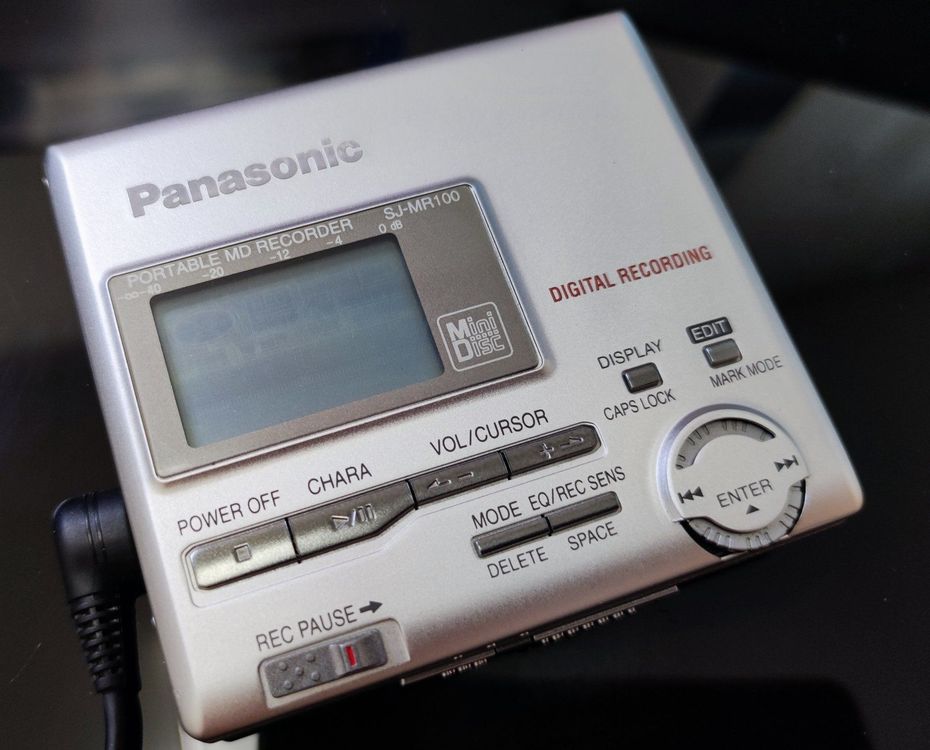 Panasonic
PORTABLE MD RECORDER SJ-MR100
-∞ -40 -20 -12 -4 0 dB
Mini
Disc
DIGITAL RECORDING
DISPLAY
EDIT
CAPS LOCK
MARK MODE
POWER OFF
CHARA
VOL/CURSOR
- +
MODE
EQ/REC SENS
DELETE
SPACE
ENTER
REC PAUSE